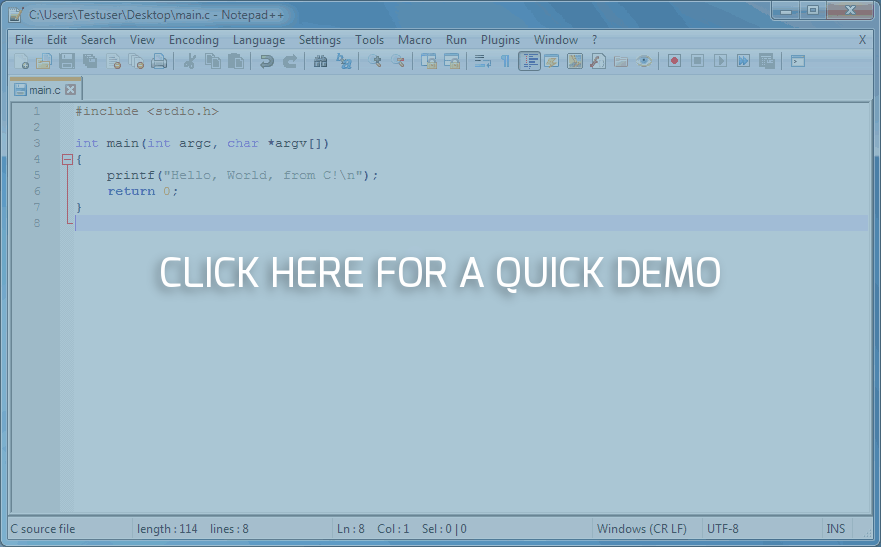 C:\Users\Testuser\Desktop\main.c - Notepad++
File Edit Search View Encoding Language Settings Tools Macro Run Plugins Window ? X
main.c
1 #include <stdio.h>
2
3 int main(int argc, char *argv[])
4 {
5     printf("Hello, World, from C!\n");
6     return 0;
7 }
8
CLICK HERE FOR A QUICK DEMO
C source file length : 114 lines : 8 Ln : 8 Col : 1 Sel : 0 | 0 Windows (CR LF) UTF-8 INS